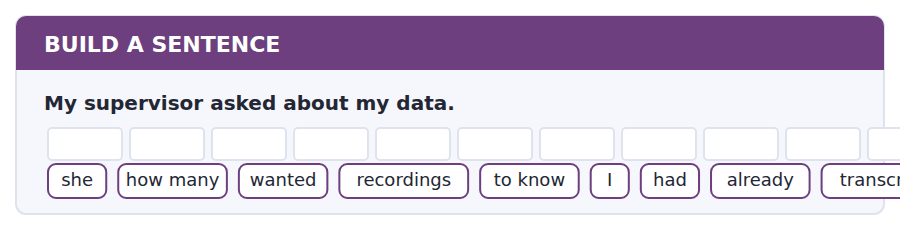 BUILD A SENTENCE
My supervisor asked about my data.
she how many wanted recordings to know I had already